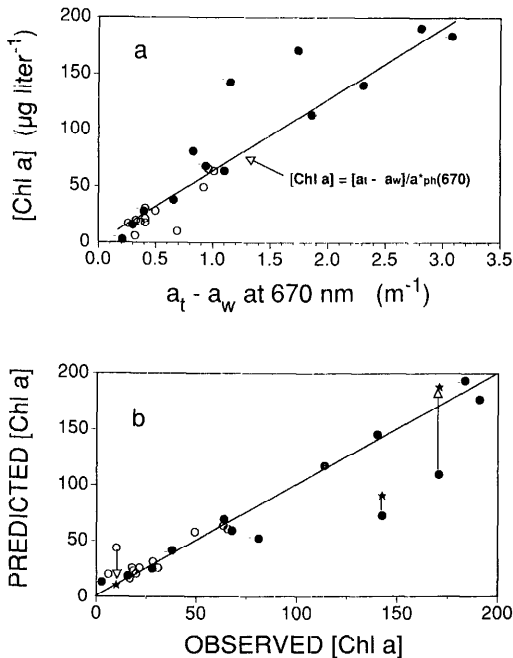 a
200
150
100
50
0
[Chl a] (µg liter⁻¹)
[Chl a] = [at - aw]/a*ph(670)
0.0 0.5 1.0 1.5 2.0 2.5 3.0 3.5
at - aw at 670 nm (m⁻¹)
b
200
150
100
50
0
PREDICTED [Chl a]
0 50 100 150 200
OBSERVED [Chl a]